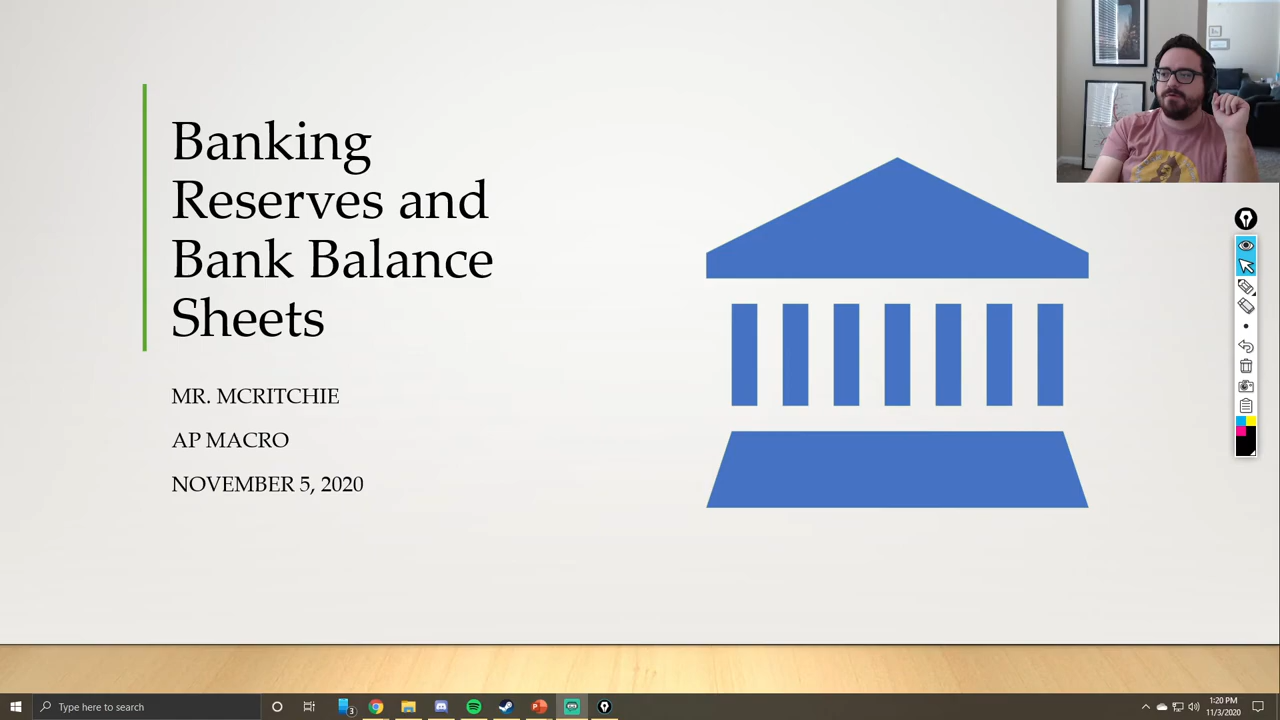 Banking
Reserves and
Bank Balance
Sheets
MR. MCRITCHIE
AP MACRO
NOVEMBER 5, 2020
Type here to search
3
1:20 PM
11/3/2020